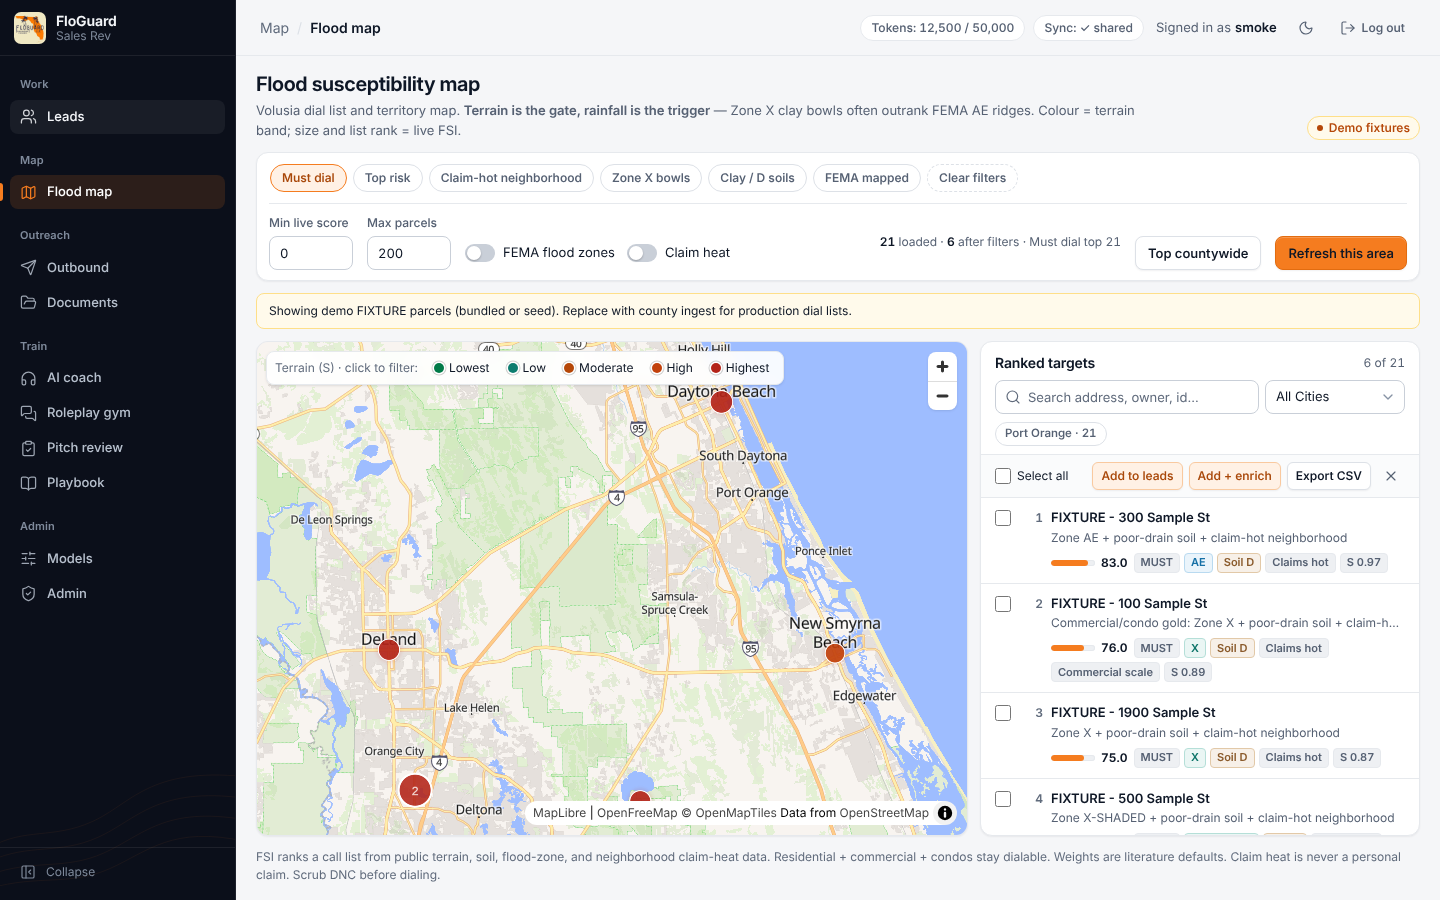 FloGuard
Sales Rev
Work
Leads
Map
Flood map
Outreach
Outbound
Documents
Train
AI coach
Roleplay gym
Pitch review
Playbook
Admin
Models
Admin
Collapse
Map / Flood map
Tokens: 12,500 / 50,000
Sync: ✓ shared
Signed in as smoke
Log out
Flood susceptibility map
Volusia dial list and territory map. Terrain is the gate, rainfall is the trigger — Zone X clay bowls often outrank FEMA AE ridges. Colour = terrain
band; size and list rank = live FSI.
Demo fixtures
Must dial
Top risk
Claim-hot neighborhood
Zone X bowls
Clay / D soils
FEMA mapped
Clear filters
Min live score
Max parcels
0
200
FEMA flood zones
Claim heat
21 loaded · 6 after filters · Must dial top 21
Top countywide
Refresh this area
Showing demo FIXTURE parcels (bundled or seed). Replace with county ingest for production dial lists.
Terrain (S) · click to filter:
Lowest
Low
Moderate
High
Highest
40
40
Holly Hill
Daytona Beach
95
South Daytona
4
Port Orange
De Leon Springs
Ponce Inlet
Samsula-
Spruce Creek
New Smyrna
Beach
DeLand
95
Edgewater
Lake Helen
Orange City
4
2
Deltona
MapLibre | OpenFreeMap © OpenMapTiles Data from OpenStreetMap
Ranked targets
6 of 21
Search address, owner, id...
All Cities
Port Orange · 21
Select all
Add to leads
Add + enrich
Export CSV
1 FIXTURE - 300 Sample St
Zone AE + poor-drain soil + claim-hot neighborhood
83.0 MUST AE Soil D Claims hot S 0.97
2 FIXTURE - 100 Sample St
Commercial/condo gold: Zone X + poor-drain soil + claim-h...
76.0 MUST X Soil D Claims hot
Commercial scale S 0.89
3 FIXTURE - 1900 Sample St
Zone X + poor-drain soil + claim-hot neighborhood
75.0 MUST X Soil D Claims hot S 0.87
4 FIXTURE - 500 Sample St
Zone X-SHADED + poor-drain soil + claim-hot neighborhood
FSI ranks a call list from public terrain, soil, flood-zone, and neighborhood claim-heat data. Residential + commercial + condos stay dialable. Weights are literature defaults. Claim heat is never a personal
claim. Scrub DNC before dialing.